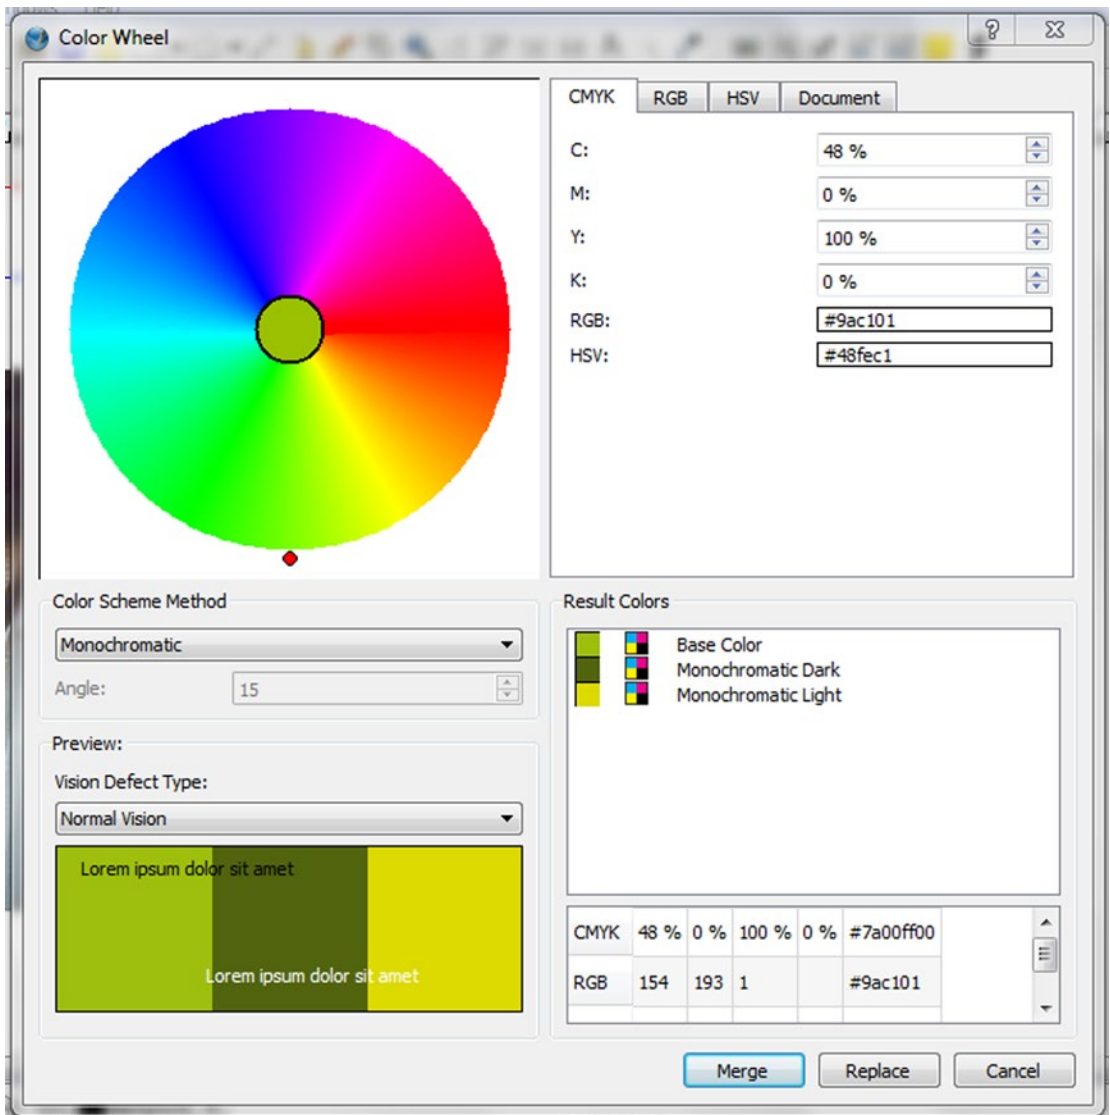 Color Wheel
CMYK RGB HSV Document
C: 48 %
M: 0 %
Y: 100 %
K: 0 %
RGB: #9ac101
HSV: #48fec1
Color Scheme Method
Monochromatic
Angle: 15
Preview:
Vision Defect Type:
Normal Vision
Lorem ipsum dolor sit amet
Lorem ipsum dolor sit amet
Result Colors
Base Color
Monochromatic Dark
Monochromatic Light
CMYK 48 % 0 % 100 % 0 % #7a00ff00
RGB 154 193 1 #9ac101
Merge Replace Cancel